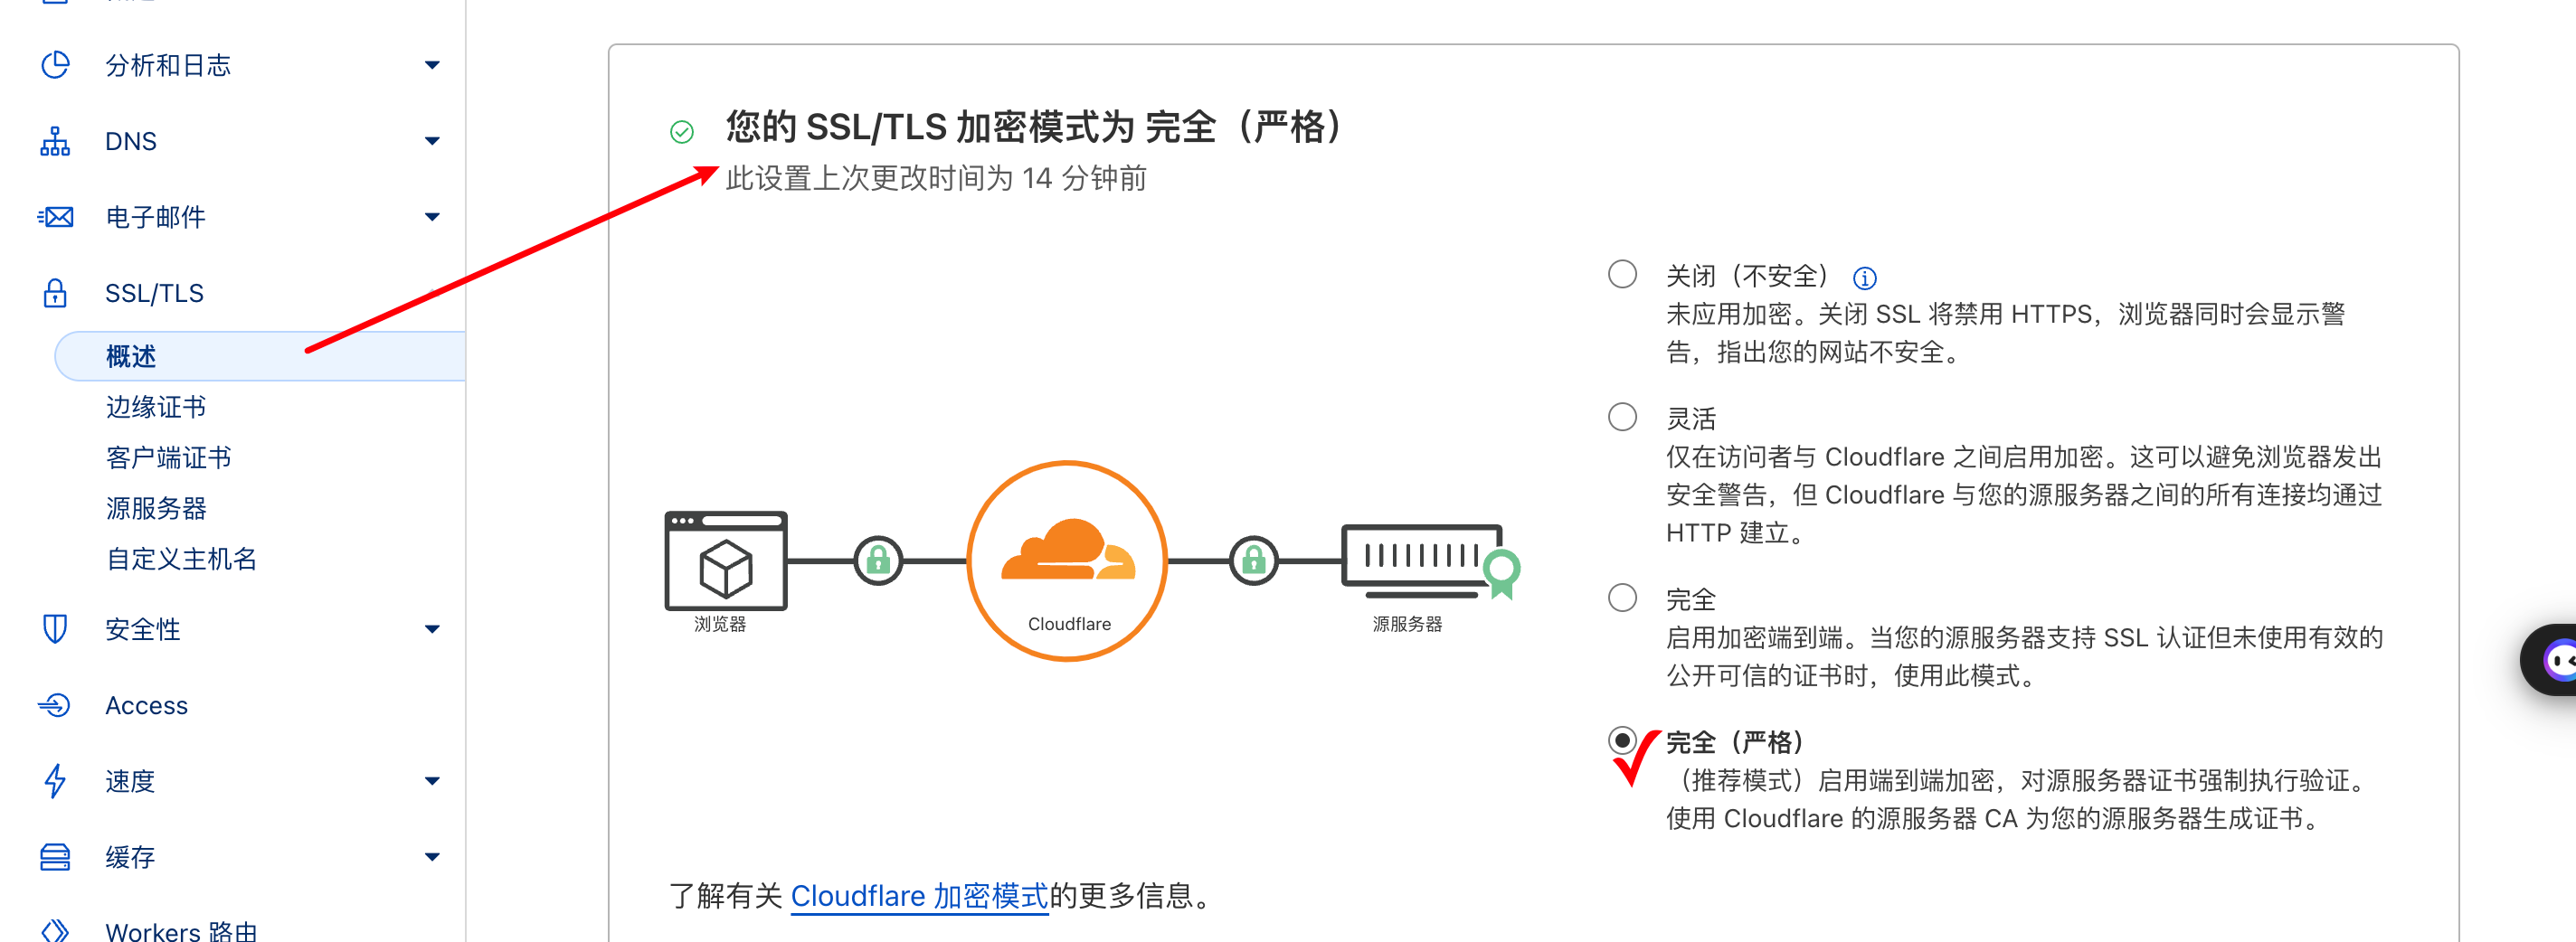 分析和日志
DNS
电子邮件
SSL/TLS
概述
边缘证书
客户端证书
源服务器
自定义主机名
安全性
Access
速度
缓存
Workers 路由
您的 SSL/TLS 加密模式为 完全（严格）
此设置上次更改时间为 14 分钟前
浏览器
Cloudflare
源服务器
关闭（不安全）
未应用加密。关闭 SSL 将禁用 HTTPS，浏览器同时会显示警
告，指出您的网站不安全。
灵活
仅在访问者与 Cloudflare 之间启用加密。这可以避免浏览器发出
安全警告，但 Cloudflare 与您的源服务器之间的所有连接均通过
HTTP 建立。
完全
启用加密端到端。当您的源服务器支持 SSL 认证但未使用有效的
公开可信的证书时，使用此模式。
完全（严格）
（推荐模式）启用端到端加密，对源服务器证书强制执行验证。
使用 Cloudflare 的源服务器 CA 为您的源服务器生成证书。
了解有关 Cloudflare 加密模式的更多信息。